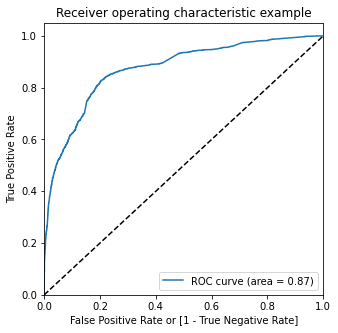 Receiver operating characteristic example
True Positive Rate
1.0
0.8
0.6
0.4
0.2
0.0
ROC curve (area = 0.87)
0.0 0.2 0.4 0.6 0.8 1.0
False Positive Rate or [1 - True Negative Rate]